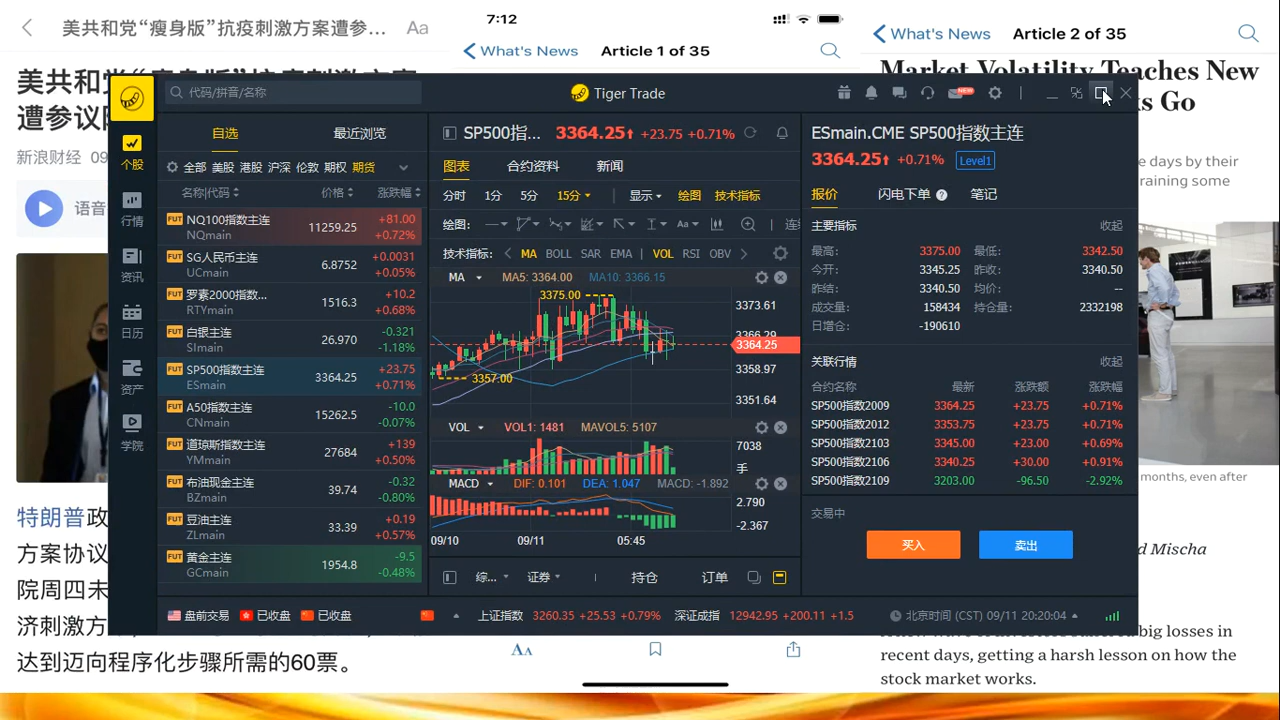 美共和党“瘦身版”抗疫刺激方案遭参... Aa
遭参议
新浪财经 09
语音
特朗普政
方案协议
院周四未
济刺激方
达到迈向程序化步骤所需的60票。
7:12
What's News Article 1 of 35
AA
What's News Article 2 of 35
Market Volatility Teaches New
ks Go
e days by their
raining some
months, even after
d Mischa
big losses in
recent days, getting a harsh lesson on how the
stock market works.
代码/拼音/名称
Tiger Trade
NEW
个股
行情
资讯
日历
资产
学院
自选 最近浏览
全部 美股 港股 沪深 伦敦 期权 期货
名称/代码 价格 涨跌幅
FUT NQ100指数主连 11259.25 +81.00
NQmain +0.72%
FUT SG人民币主连 6.8752 +0.0031
UCmain +0.05%
FUT 罗素2000指数... 1516.3 +10.2
RTYmain +0.68%
FUT 白银主连 26.970 -0.321
SImain -1.18%
FUT SP500指数主连 3364.25 +23.75
ESmain +0.71%
FUT A50指数主连 15262.5 -10.0
CNmain -0.07%
FUT 道琼斯指数主连 27684 +139
YMmain +0.50%
FUT 布油现金主连 39.74 -0.32
BZmain -0.80%
FUT 豆油主连 33.39 +0.19
ZLmain +0.57%
FUT 黄金主连 1954.8 -9.5
GCmain -0.48%
SP500指... 3364.25 +23.75 +0.71%
图表 合约资料 新闻
分时 1分 5分 15分 显示 绘图 技术指标
绘图: Aa 连
技术指标: MA BOLL SAR EMA VOL RSI OBV
MA MA5: 3364.00 MA10: 3366.15
3375.00
3357.00
3373.61
3366.29
3364.25
3358.97
3351.64
VOL VOL1: 1481 MAVOL5: 5107
7038
手
MACD DIF: 0.101 DEA: 1.047 MACD: -1.892
2.790
-2.367
09/10 09/11 05:45
综... 证券 持仓 订单
ESmain.CME SP500指数主连
3364.25 +0.71% Level1
报价 闪电下单 ? 笔记
主要指标 收起
最高: 3375.00 最低: 3342.50
今开: 3345.25 昨收: 3340.50
昨结: 3340.50 均价: --
成交量: 158434 持仓量: 2332198
日增仓: -190610
关联行情 收起
合约名称 最新 涨跌额 涨跌幅
SP500指数2009 3364.25 +23.75 +0.71%
SP500指数2012 3353.75 +23.75 +0.71%
SP500指数2103 3345.00 +23.00 +0.69%
SP500指数2106 3340.25 +30.00 +0.91%
SP500指数2109 3203.00 -96.50 -2.92%
交易中
买入 卖出
盘前交易 已收盘 已收盘 上证指数 3260.35 +25.53 +0.79% 深证成指 12942.95 +200.11 +1.5 北京时间 (CST) 09/11 20:20:04